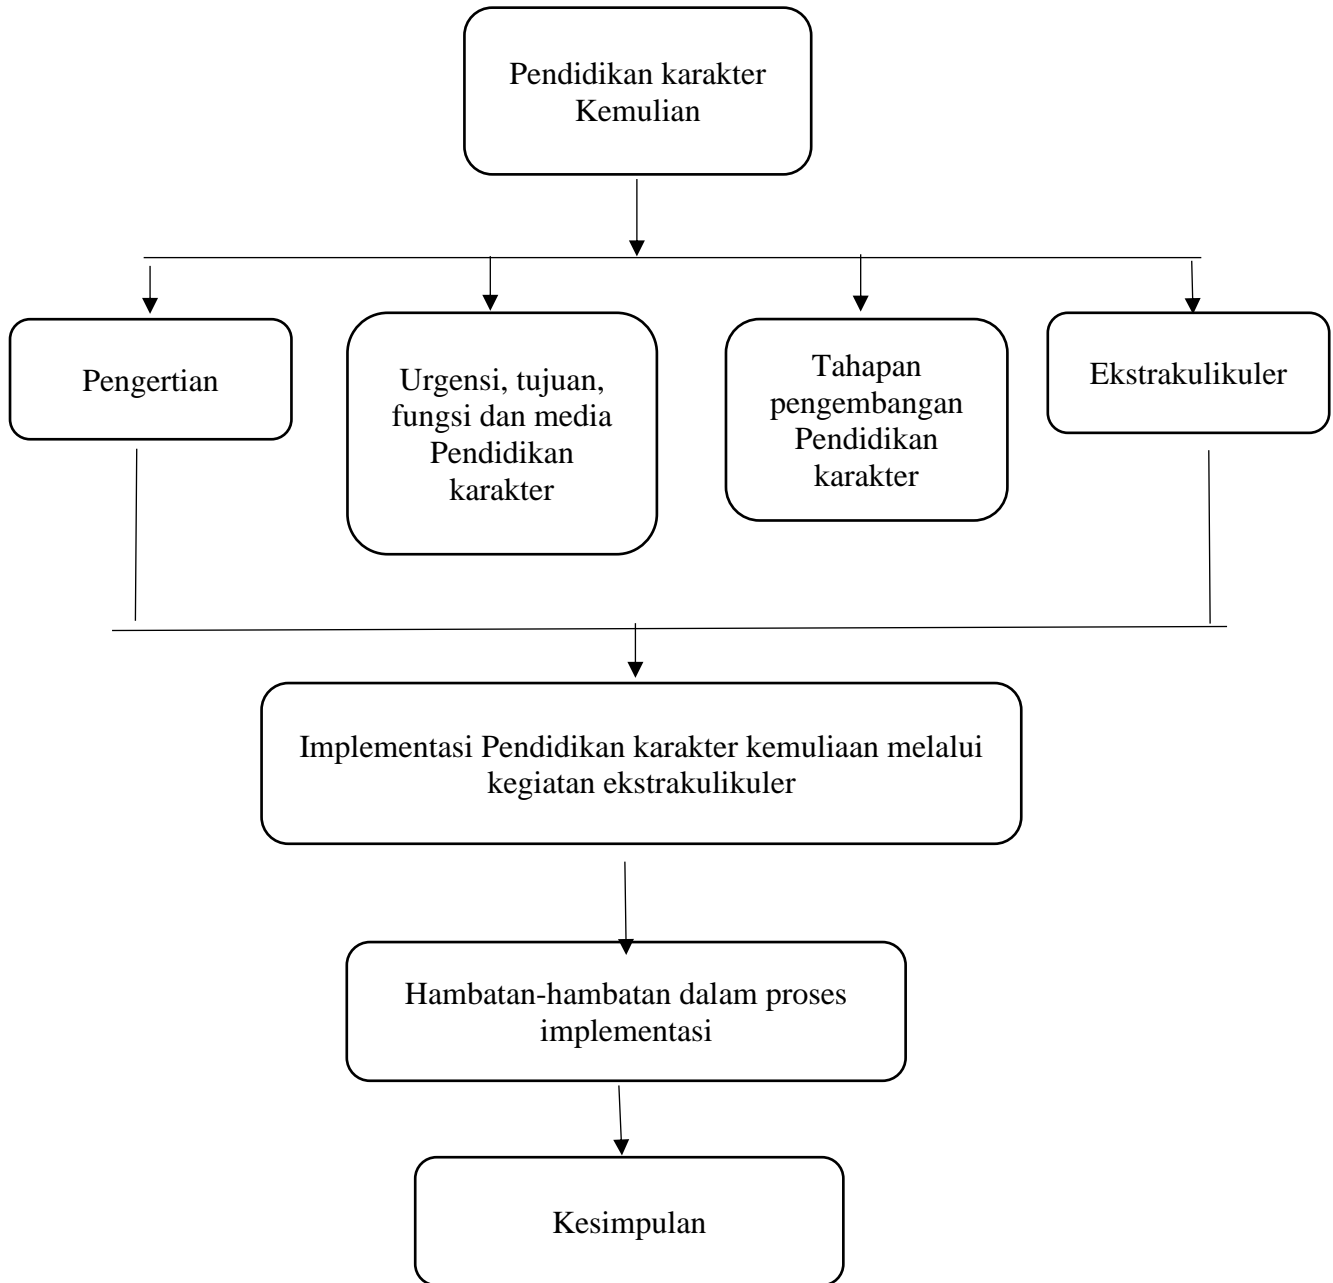 Pendidikan karakter
Kemulian
Pengertian
Urgensi, tujuan,
fungsi dan media
Pendidikan
karakter
Tahapan
pengembangan
Pendidikan
karakter
Ekstrakulikuler
Implementasi Pendidikan karakter kemuliaan melalui
kegiatan ekstrakulikuler
Hambatan-hambatan dalam proses
implementasi
Kesimpulan